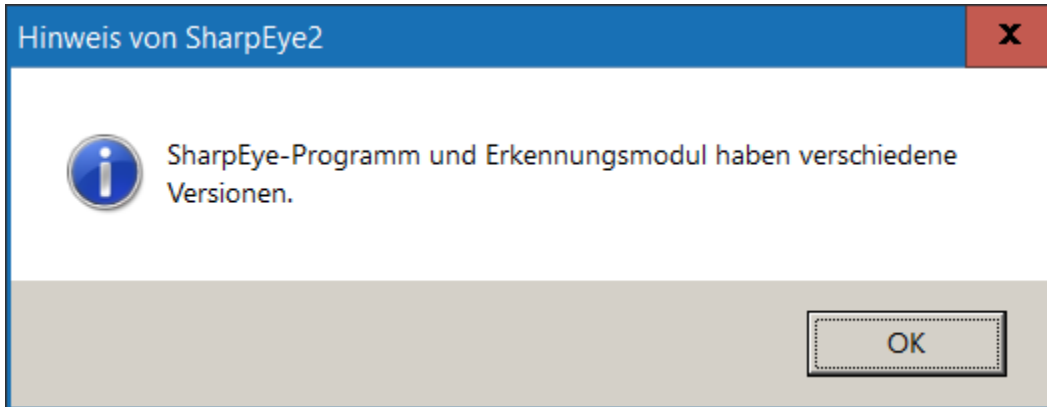 Hinweis von SharpEye2
SharpEye-Programm und Erkennungsmodul haben verschiedene
Versionen.
OK